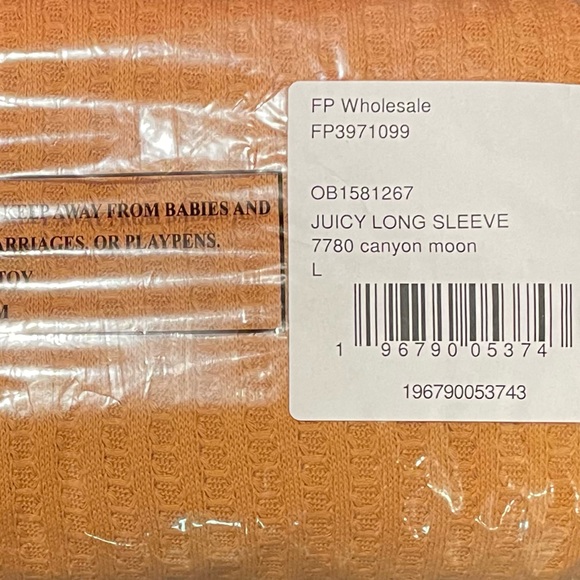 FP Wholesale
FP3971099
OB1581267
JUICY LONG SLEEVE
7780 canyon moon
L
1 96790 05374
196790053743
KEEP AWAY FROM BABIES AND
ARRIAGES, OR PLAYPENS.
TOY
M